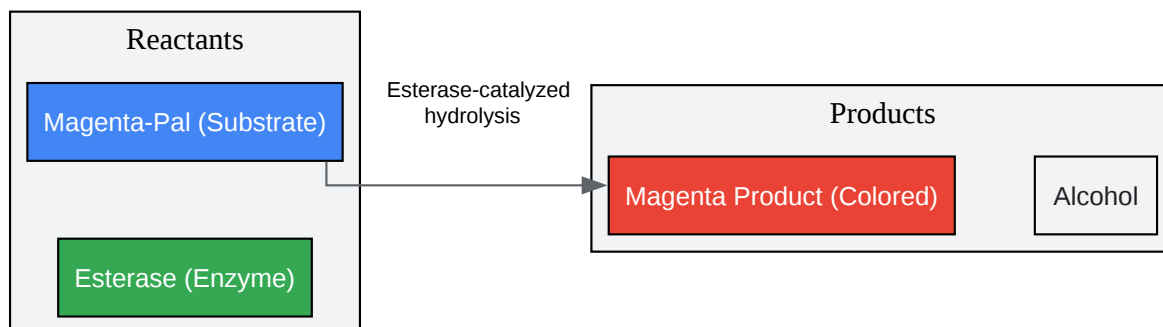 Reactants
Magenta-Pal (Substrate)
Esterase (Enzyme)
Esterase-catalyzed
hydrolysis
Products
Magenta Product (Colored)
Alcohol